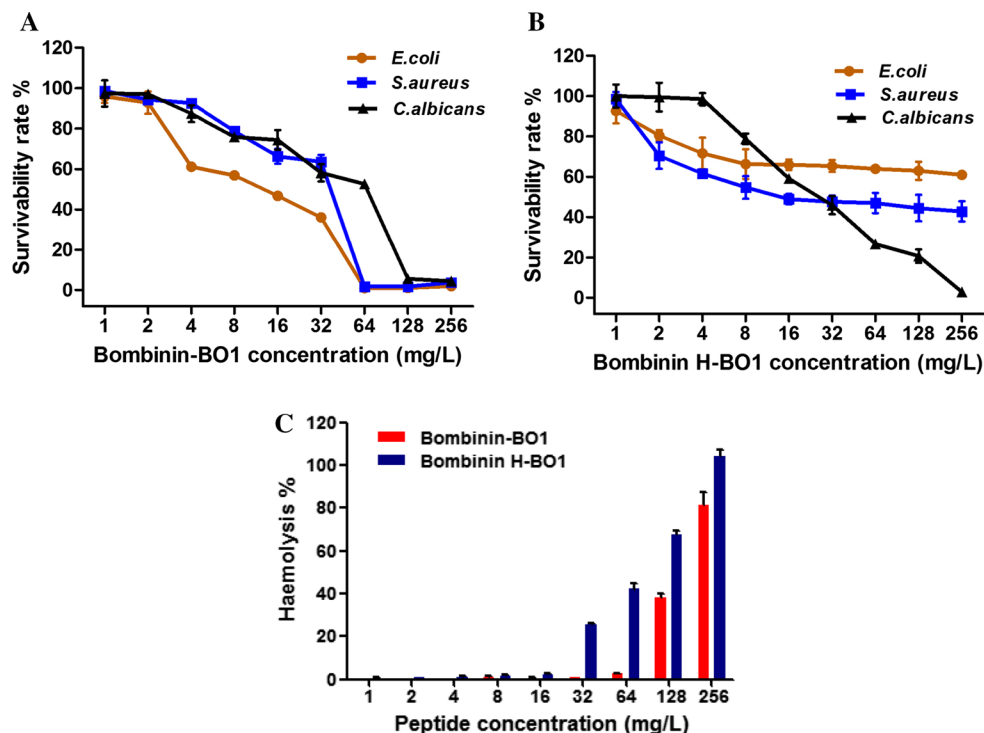 A
Survivability rate %
120
100
80
60
40
20
0
E.coli
S.aureus
C.albicans
1 2 4 8 16 32 64 128 256
Bombinin-BO1 concentration (mg/L)
B
Survivability rate %
120
100
80
60
40
20
0
E.coli
S.aureus
C.albicans
1 2 4 8 16 32 64 128 256
Bombinin H-BO1 concentration (mg/L)
C
Haemolysis %
120
100
80
60
40
20
0
Bombinin-BO1
Bombinin H-BO1
1 2 4 8 16 32 64 128 256
Peptide concentration (mg/L)